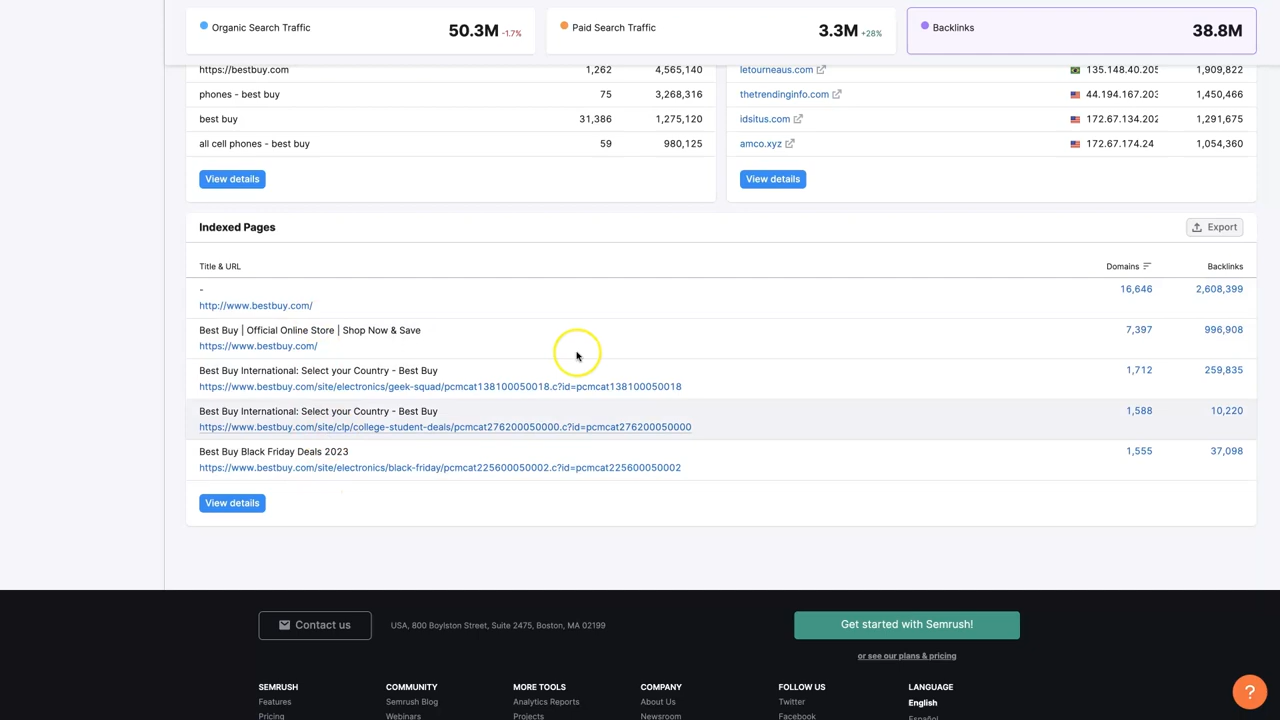 Organic Search Traffic 50.3M -1.7%
Paid Search Traffic 3.3M +28%
Backlinks 38.8M
https://bestbuy.com 1,262 4,565,140
phones - best buy 75 3,268,316
best buy 31,386 1,275,120
all cell phones - best buy 59 980,125
View details
letourneaus.com 135.148.40.205 1,909,822
thetrendinginfo.com 44.194.167.203 1,450,466
idsitus.com 172.67.134.202 1,291,675
amco.xyz 172.67.174.24 1,054,360
View details
Indexed Pages
Export
Title & URL Domains Backlinks
- 16,646 2,608,399
http://www.bestbuy.com/
Best Buy | Official Online Store | Shop Now & Save 7,397 996,908
https://www.bestbuy.com/
Best Buy International: Select your Country - Best Buy 1,712 259,835
https://www.bestbuy.com/site/electronics/geek-squad/pcmcat138100050018.c?id=pcmcat138100050018
Best Buy International: Select your Country - Best Buy 1,588 10,220
https://www.bestbuy.com/site/clp/college-student-deals/pcmcat276200050000.c?id=pcmcat276200050000
Best Buy Black Friday Deals 2023 1,555 37,098
https://www.bestbuy.com/site/electronics/black-friday/pcmcat225600050002.c?id=pcmcat225600050002
View details
Contact us
USA, 800 Boylston Street, Suite 2475, Boston, MA 02199
Get started with Semrush!
or see our plans & pricing
SEMRUSH COMMUNITY MORE TOOLS COMPANY FOLLOW US LANGUAGE
Features Semrush Blog Analytics Reports About Us Twitter English
Pricing Webinars Projects Newsroom Facebook Español
?